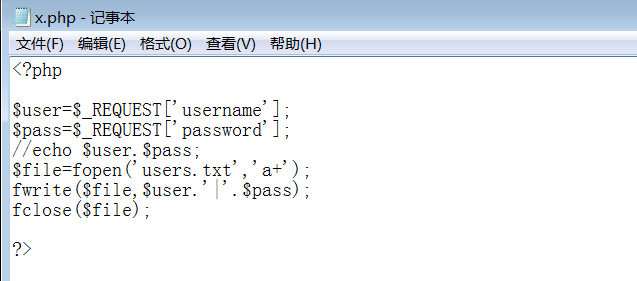 x.php - 记事本
文件(F) 编辑(E) 格式(O) 查看(V) 帮助(H)
<?php
$user=$_REQUEST['username'];
$pass=$_REQUEST['password'];
//echo $user.$pass;
$file=fopen('users.txt','a+');
fwrite($file,$user.'|'.$pass);
fclose($file);
?>